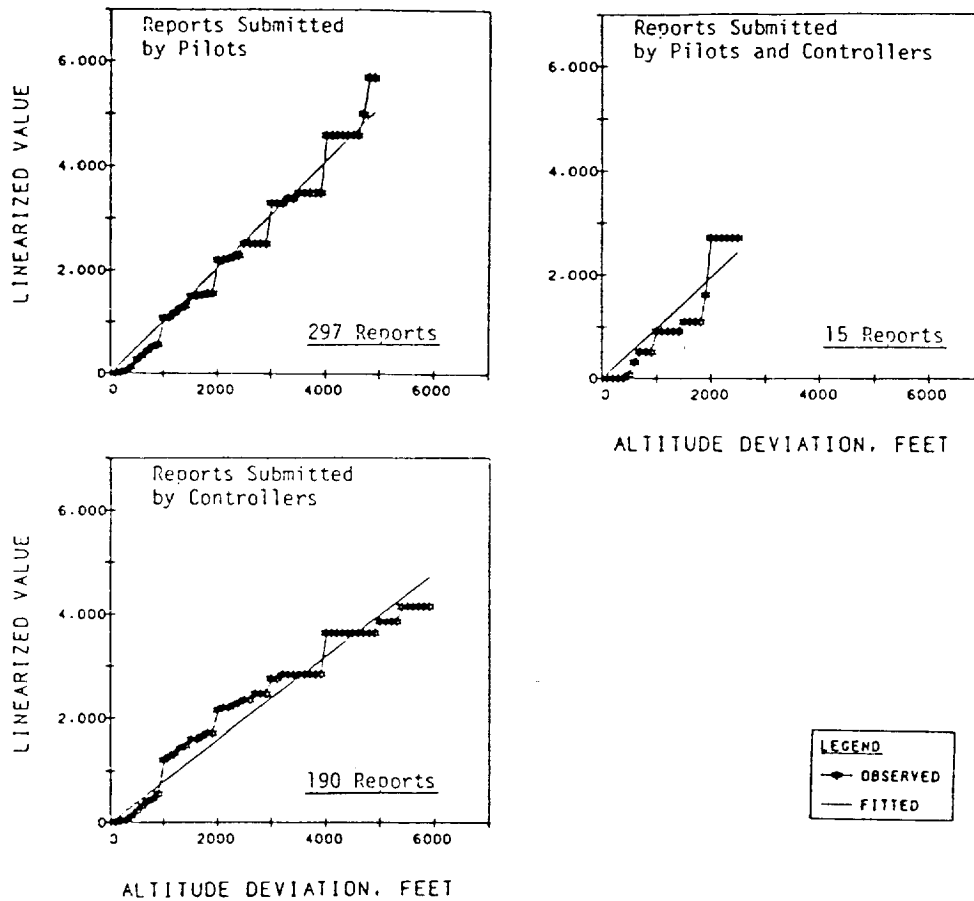 Reports Submitted
by Pilots
6.000
4.000
2.000
0
LINEARIZED VALUE
297 Reports
0 2000 4000 6000
Reports Submitted
by Pilots and Controllers
6.000
4.000
2.000
0
15 Reports
0 2000 4000 6000
ALTITUDE DEVIATION, FEET
Reports Submitted
by Controllers
6.000
4.000
2.000
0
LINEARIZED VALUE
190 Reports
0 2000 4000 6000
ALTITUDE DEVIATION, FEET
LEGEND
OBSERVED
FITTED